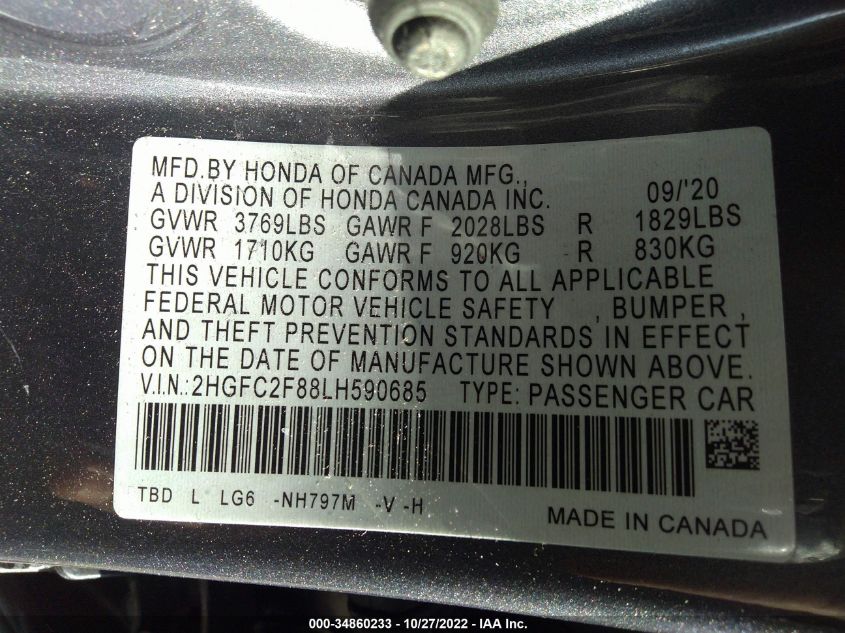 MFD.BY HONDA OF CANADA MFG.,
A DIVISION OF HONDA CANADA INC. 09/'20
GVWR 3769LBS GAWR F 2028LBS R 1829LBS
GVWR 1710KG GAWR F 920KG R 830KG
THIS VEHICLE CONFORMS TO ALL APPLICABLE
FEDERAL MOTOR VEHICLE SAFETY , BUMPER ,
AND THEFT PREVENTION STANDARDS IN EFFECT
ON THE DATE OF MANUFACTURE SHOWN ABOVE.
V.I.N.:2HGFC2F88LH590685 TYPE: PASSENGER CAR
TBD L LG6 -NH797M -V -H
MADE IN CANADA
000-34860233 - 10/27/2022 - IAA Inc.